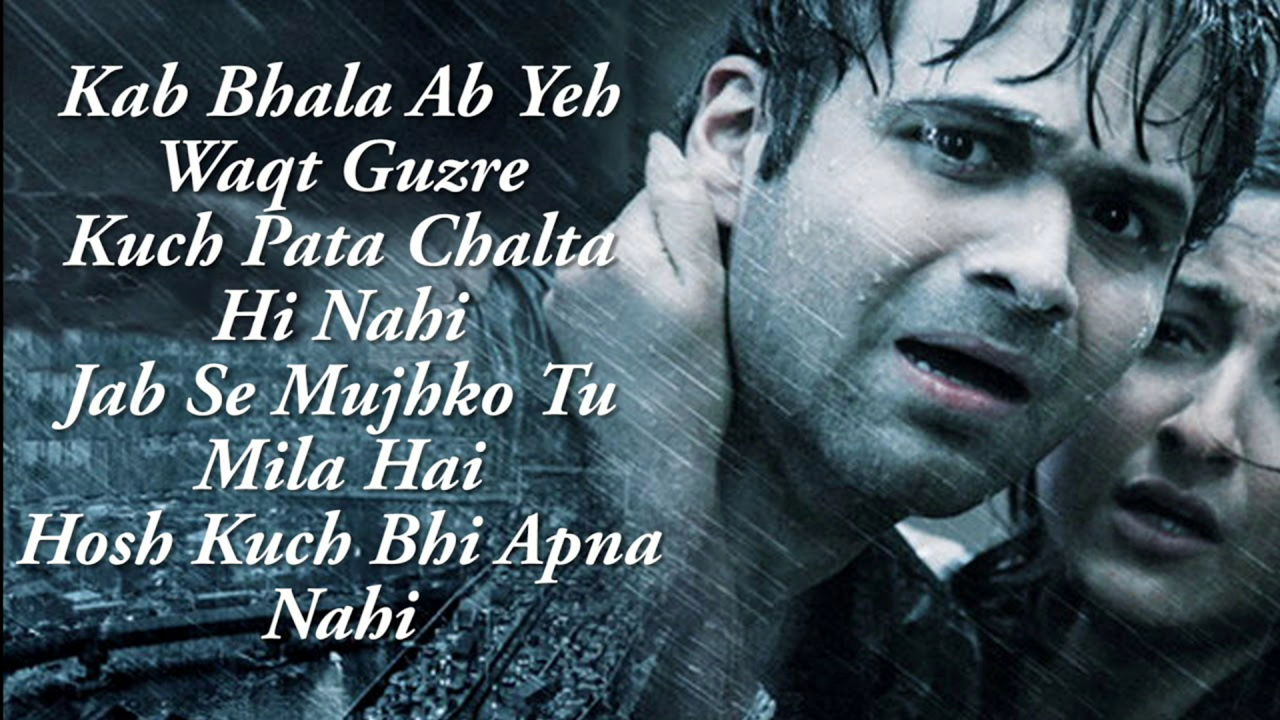 Kab Bhala Ab Yeh
Waqt Guzre
Kuch Pata Chalta
Hi Nahi
Jab Se Mujhko Tu
Mila Hai
Hosh Kuch Bhi Apna
Nahi